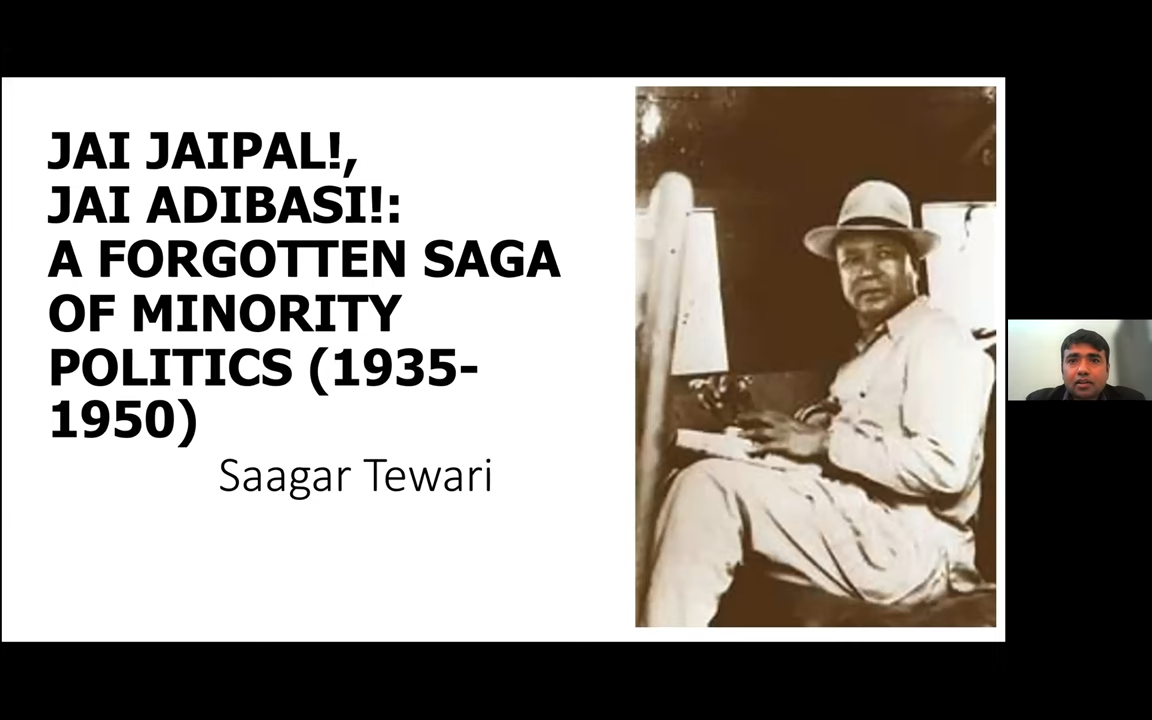 JAI JAIPAL!,
JAI ADIBASI!:
A FORGOTTEN SAGA
OF MINORITY
POLITICS (1935-
1950)
Saagar Tewari